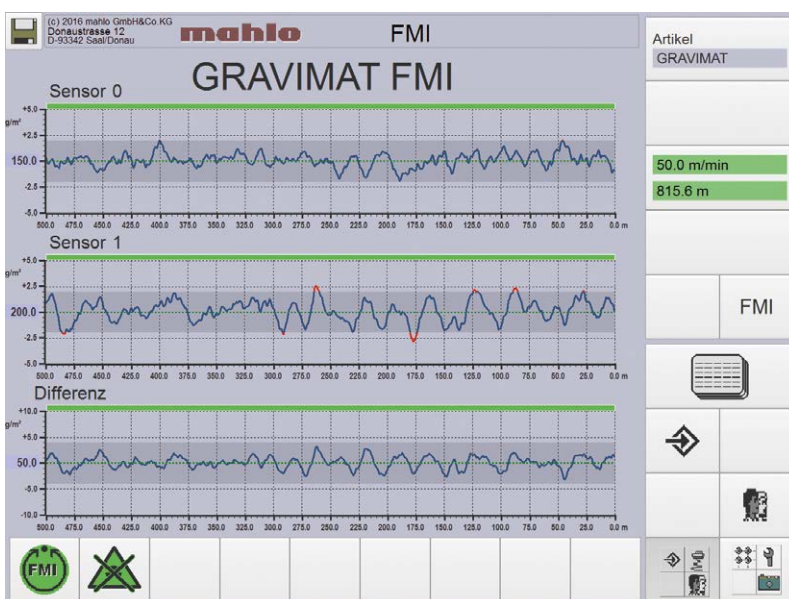 (c) 2016 mahlo GmbH&Co.KG
Donaustrasse 12
D-93342 Saal/Donau
mahlo
FMI
GRAVIMAT FMI
Sensor 0
+5.0
g/m²
+2.5
150.0
-2.5
-5.0
500.0 475.0 450.0 425.0 400.0 375.0 350.0 325.0 300.0 275.0 250.0 225.0 200.0 175.0 150.0 125.0 100.0 75.0 50.0 25.0 0.0 m
Sensor 1
+5.0
g/m²
+2.5
200.0
-2.5
-5.0
500.0 475.0 450.0 425.0 400.0 375.0 350.0 325.0 300.0 275.0 250.0 225.0 200.0 175.0 150.0 125.0 100.0 75.0 50.0 25.0 0.0 m
Differenz
+10.0
g/m²
+5.0
50.0
-5.0
-10.0
500.0 475.0 450.0 425.0 400.0 375.0 350.0 325.0 300.0 275.0 250.0 225.0 200.0 175.0 150.0 125.0 100.0 75.0 50.0 25.0 0.0 m
FMI
Artikel
GRAVIMAT
50.0 m/min
815.6 m
FMI